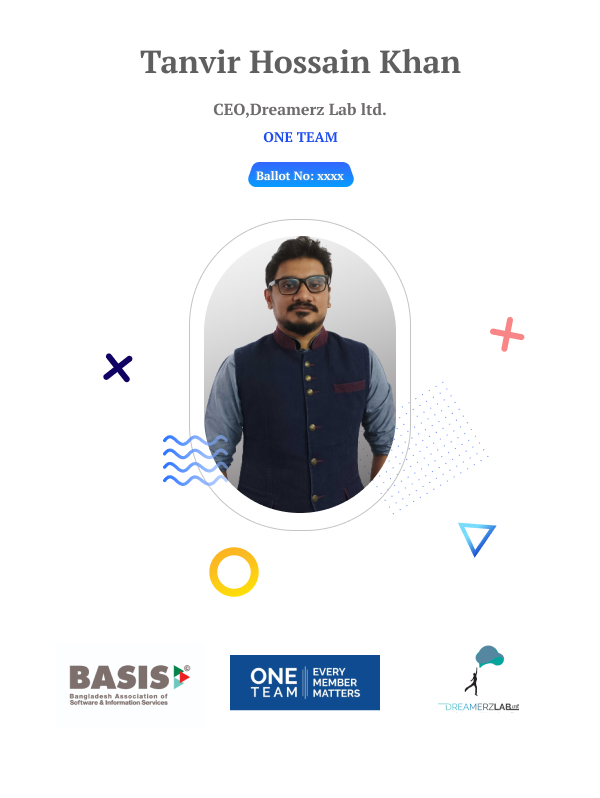 Tanvir Hossain Khan
CEO,Dreamerz Lab ltd.
ONE TEAM
Ballot No: xxxx
BASIS
©
Bangladesh Association of
Software & Information Services
ONE
TEAM
EVERY
MEMBER
MATTERS
DREAMERZLAB